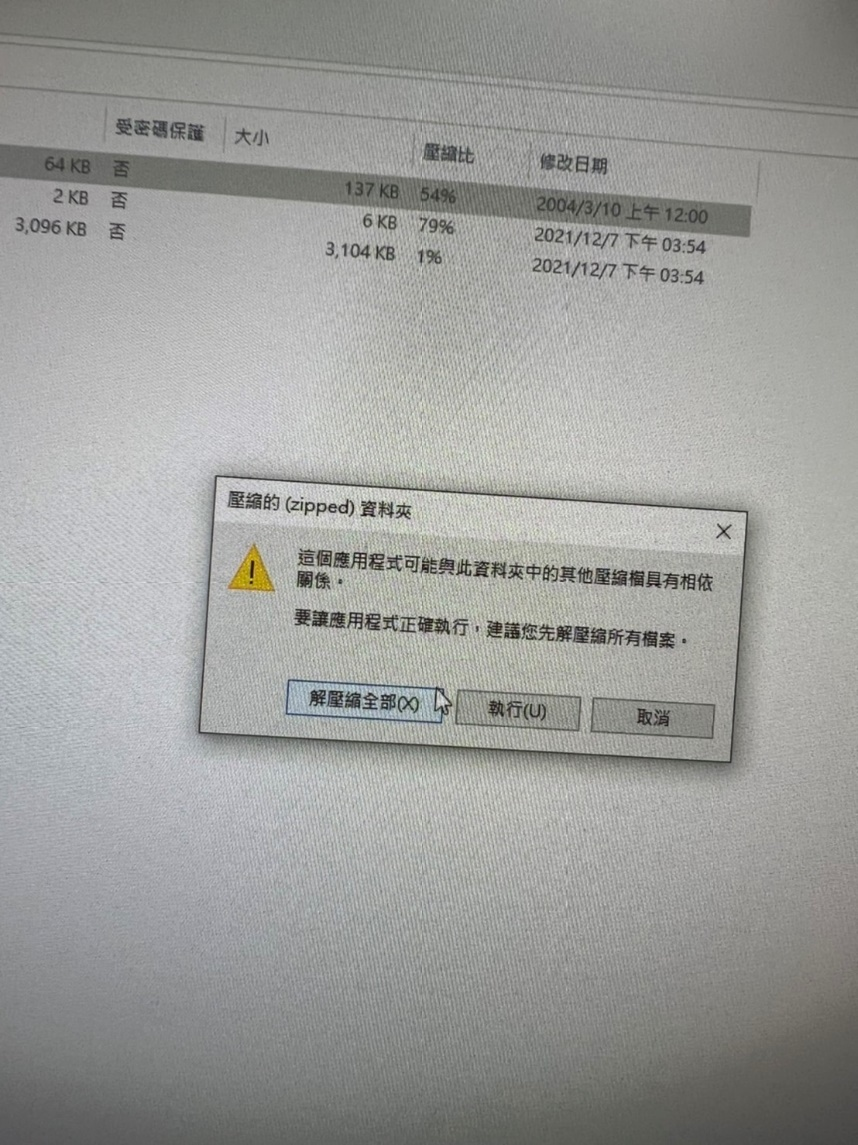 受密碼保護 大小 壓縮比 修改日期
64 KB 否 137 KB 54% 2004/3/10 上午 12:00
2 KB 否 6 KB 79% 2021/12/7 下午 03:54
3,096 KB 否 3,104 KB 1% 2021/12/7 下午 03:54
壓縮的 (zipped) 資料夾
這個應用程式可能與此資料夾中的其他壓縮檔具有相依
關係。
要讓應用程式正確執行，建議您先解壓縮所有檔案。
解壓縮全部(X) 執行(U) 取消